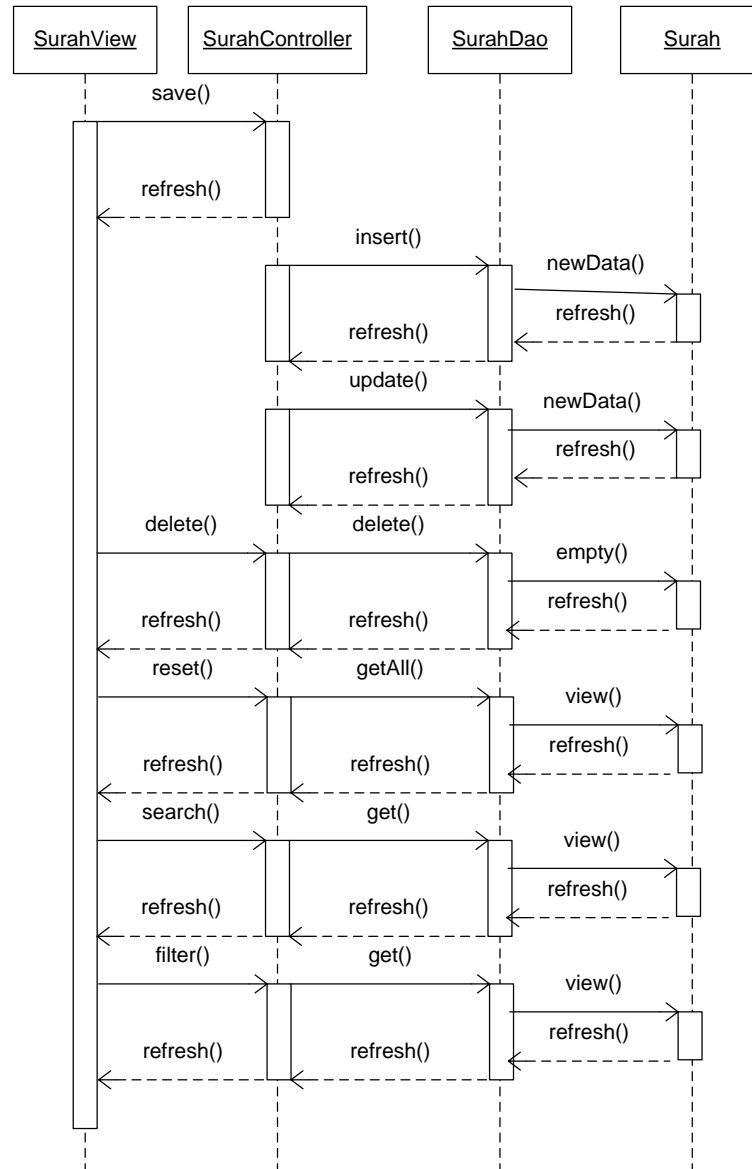 SurahView
SurahController
SurahDao
Surah
save()
refresh()
insert()
newData()
refresh()
refresh()
update()
newData()
refresh()
refresh()
delete()
delete()
empty()
refresh()
refresh()
refresh()
reset()
getAll()
view()
refresh()
refresh()
refresh()
search()
get()
view()
refresh()
refresh()
refresh()
filter()
get()
view()
refresh()
refresh()
refresh()